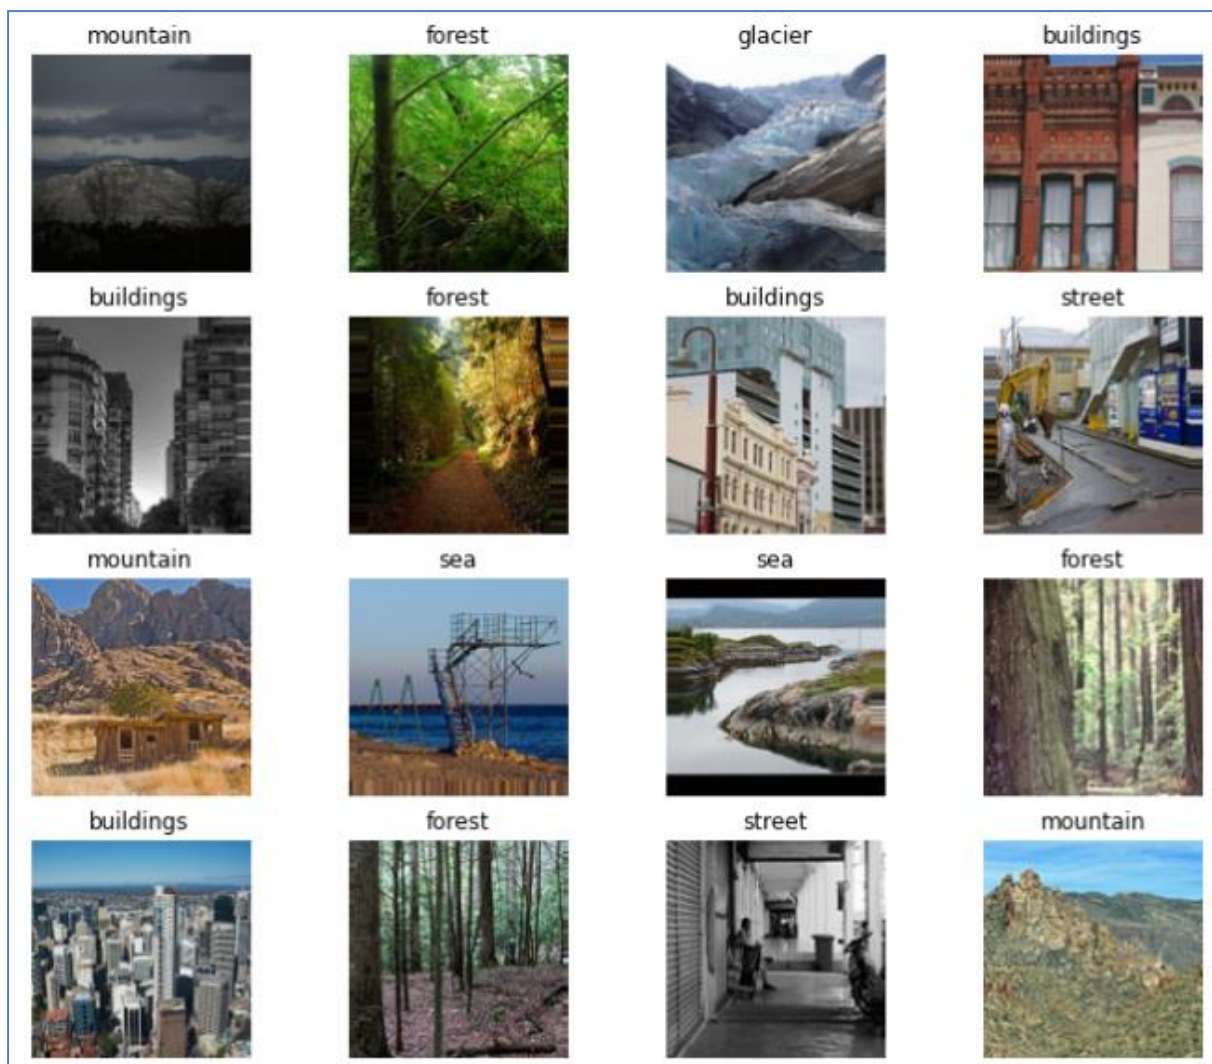 mountain forest glacier buildings
buildings forest buildings street
mountain sea sea forest
buildings forest street mountain